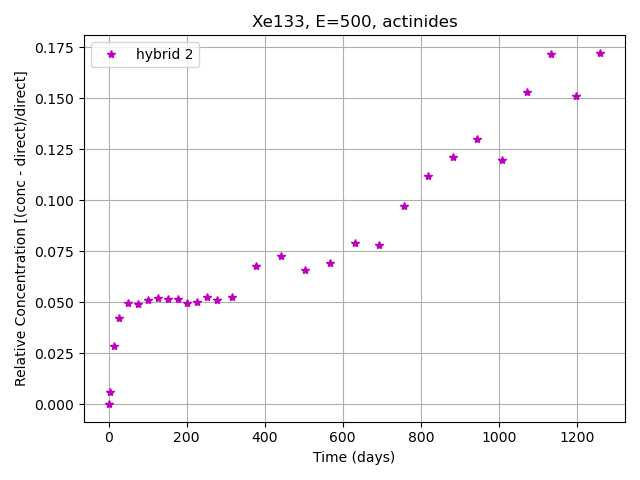 Xe133, E=500, actinides
hybrid 2
Relative Concentration [(conc - direct)/direct]
0.175
0.150
0.125
0.100
0.075
0.050
0.025
0.000
0 200 400 600 800 1000 1200
Time (days)